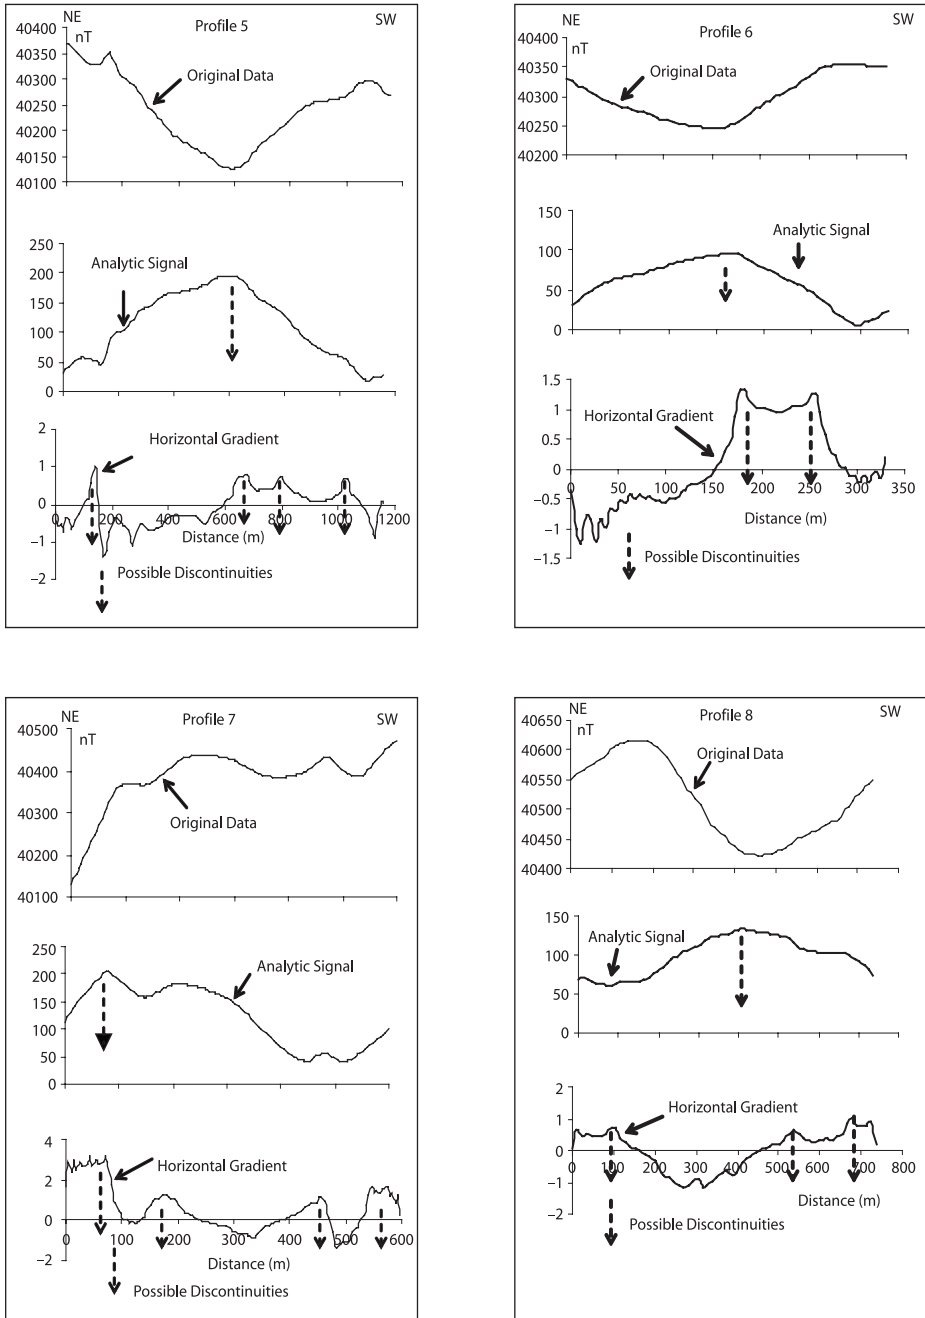 NE Profile 5 SW
nT
40400
40350
40300
40250
40200
40150
40100
Original Data
250
200
150
100
50
0
Analytic Signal
2
1
0
−1
−2
Horizontal Gradient
0 200 400 600 800 1000 1200
Distance (m)
Possible Discontinuities
NE Profile 6 SW
nT
40400
40350
40300
40250
40200
Original Data
150
100
50
0
Analytic Signal
1.5
1
0.5
0
−0.5
−1
−1.5
Horizontal Gradient
0 50 100 150 200 250 300 350
Distance (m)
Possible Discontinuities
NE Profile 7 SW
nT
40500
40400
40300
40200
40100
Original Data
250
200
150
100
50
0
Analytic Signal
4
2
0
−2
Horizontal Gradient
0 100 200 300 400 500 600
Distance (m)
Possible Discontinuities
NE Profile 8 SW
nT
40650
40600
40550
40500
40450
40400
Original Data
150
100
50
0
Analytic Signal
2
1
0
−1
−2
Horizontal Gradient
0 100 200 300 400 500 600 700 800
Distance (m)
Possible Discontinuities